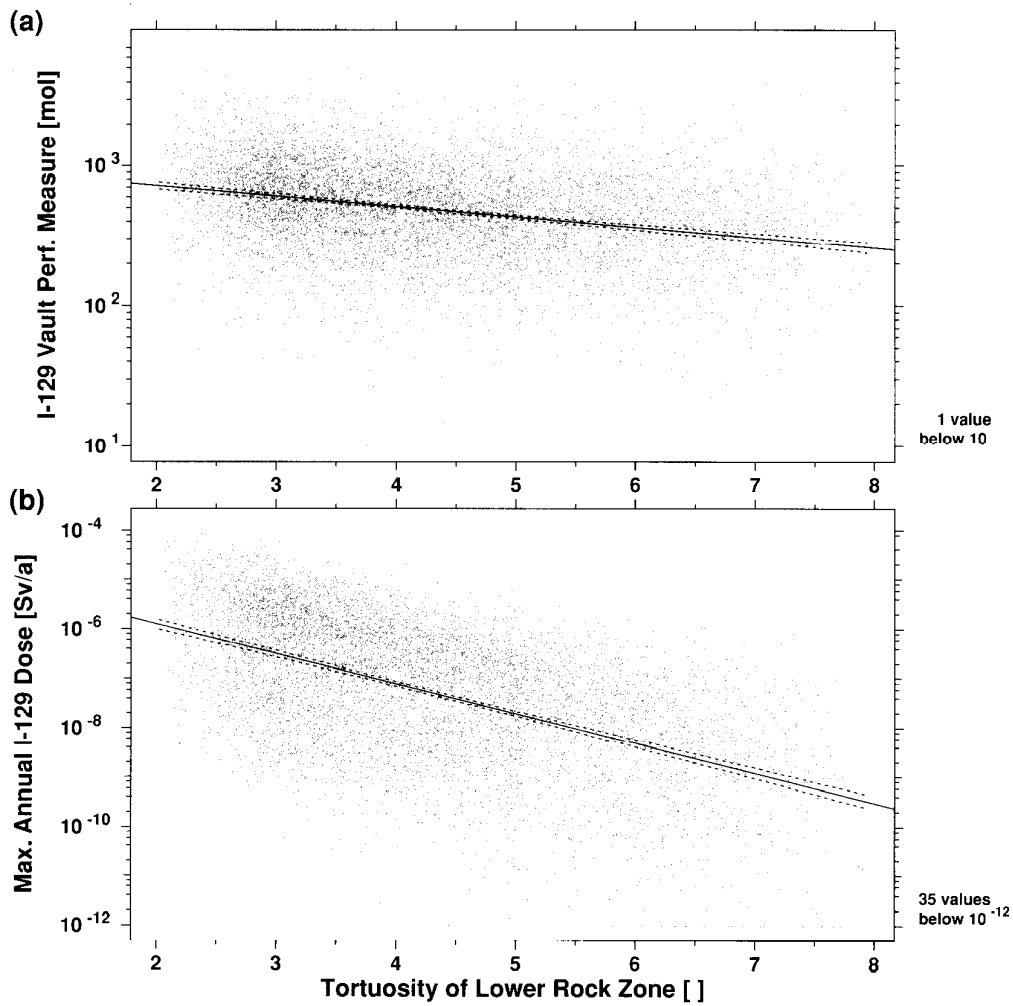 (a)
I-129 Vault Perf. Measure [mol]
10^3
10^2
10^1
1 value
below 10
2 3 4 5 6 7 8
(b)
Max. Annual I-129 Dose [Sv/a]
10^-4
10^-6
10^-8
10^-10
10^-12
35 values
below 10^-12
2 3 4 5 6 7 8
Tortuosity of Lower Rock Zone [ ]